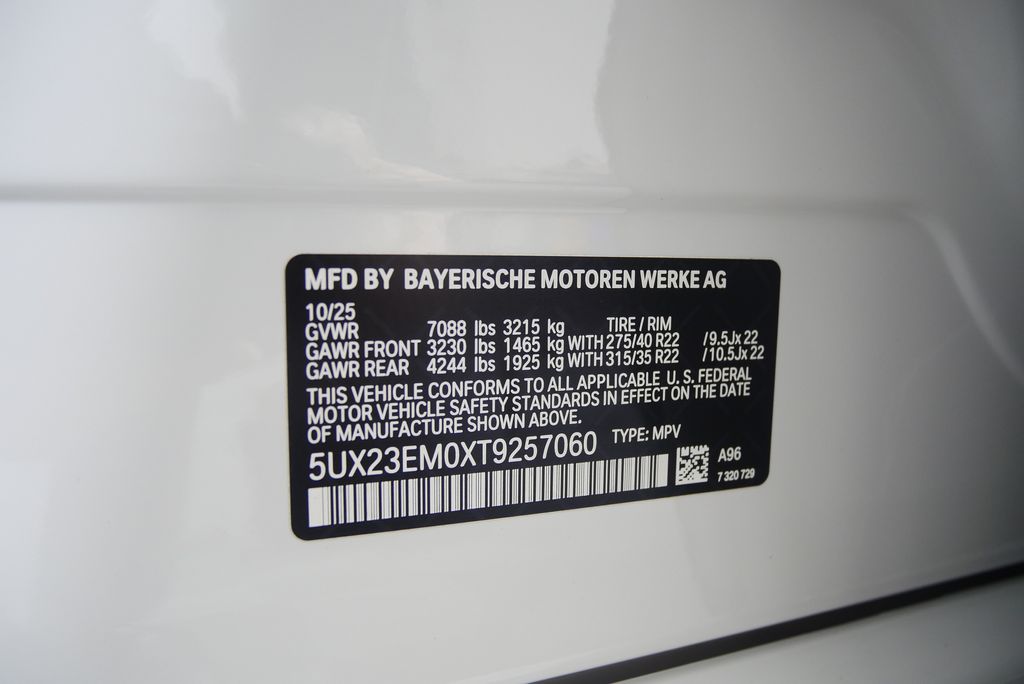 MFD BY BAYERISCHE MOTOREN WERKE AG
10/25
GVWR 7088 lbs 3215 kg TIRE / RIM
GAWR FRONT 3230 lbs 1465 kg WITH 275/40 R22 /9.5Jx 22
GAWR REAR 4244 lbs 1925 kg WITH 315/35 R22 /10.5Jx 22
THIS VEHICLE CONFORMS TO ALL APPLICABLE U. S. FEDERAL
MOTOR VEHICLE SAFETY STANDARDS IN EFFECT ON THE DATE
OF MANUFACTURE SHOWN ABOVE.
5UX23EM0XT9257060 TYPE: MPV
A96
7 320 729